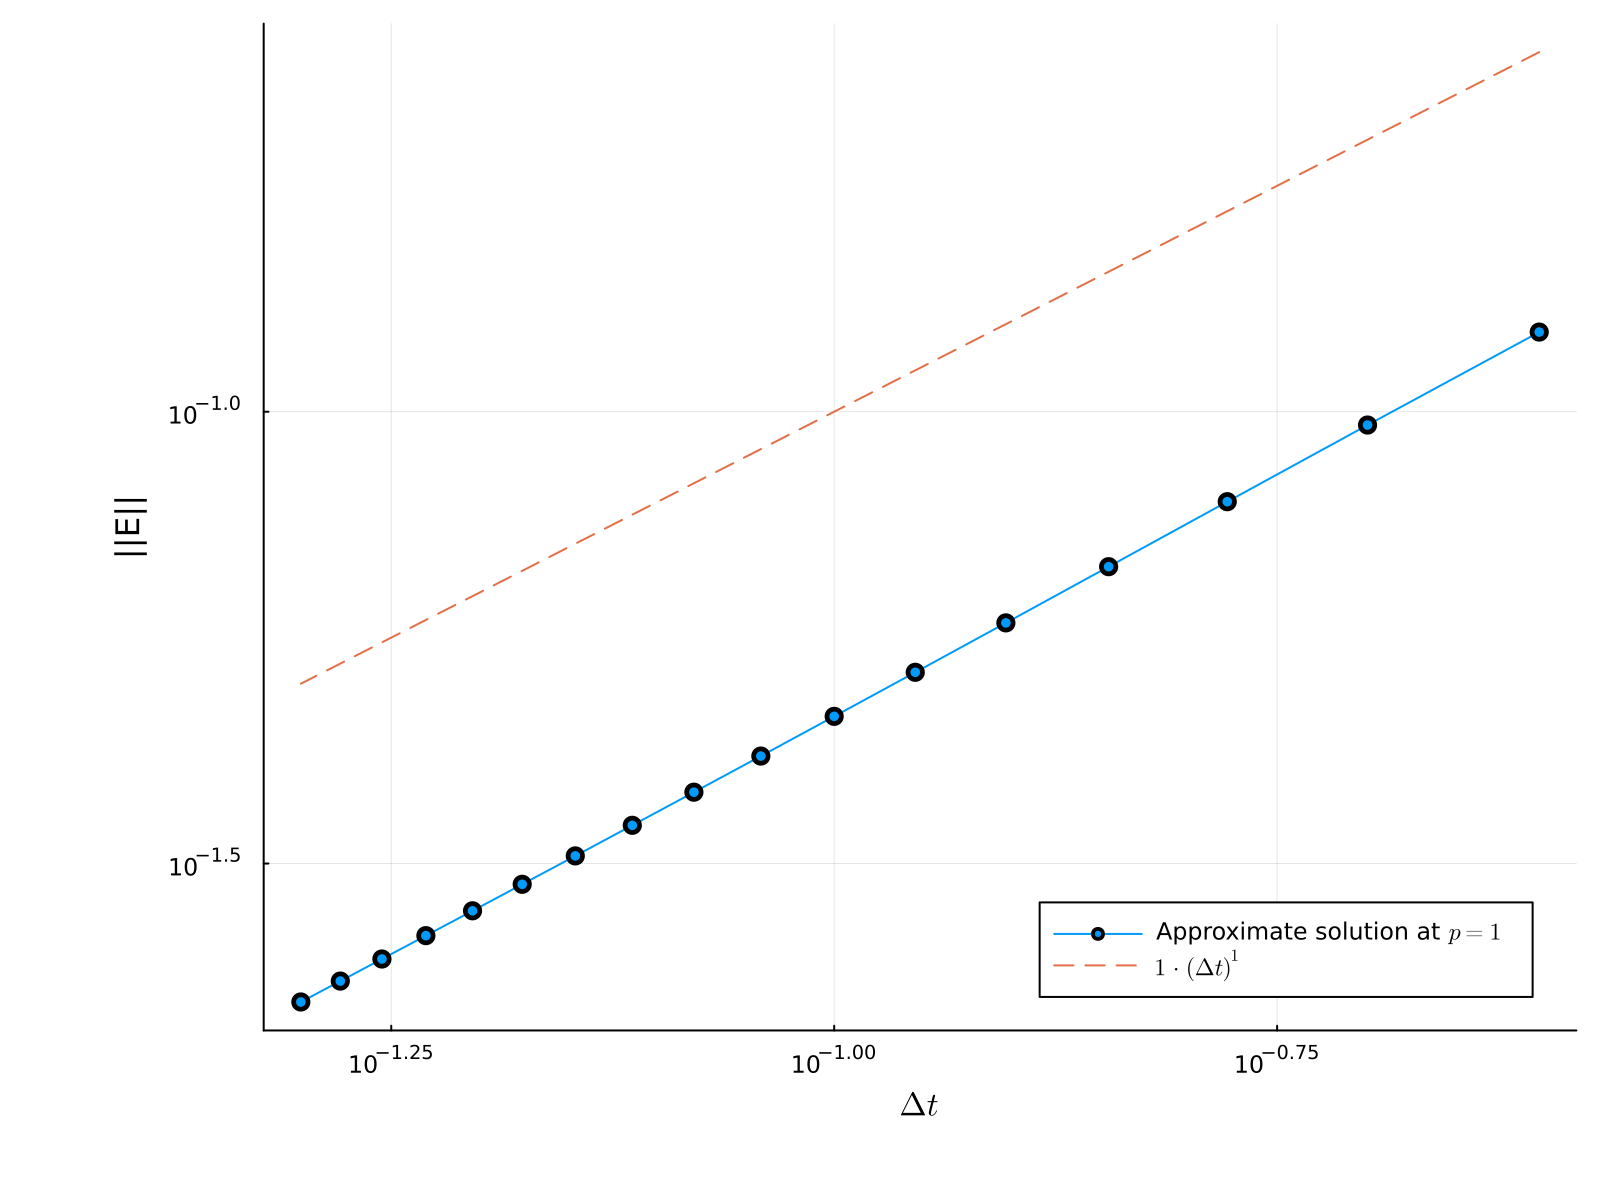 10⁻¹·⁰
||E||
10⁻¹·⁵
Approximate solution at p = 1
1 · (Δt)¹
10⁻¹·²⁵
10⁻¹·⁰⁰
10⁻⁰·⁷⁵
Δt